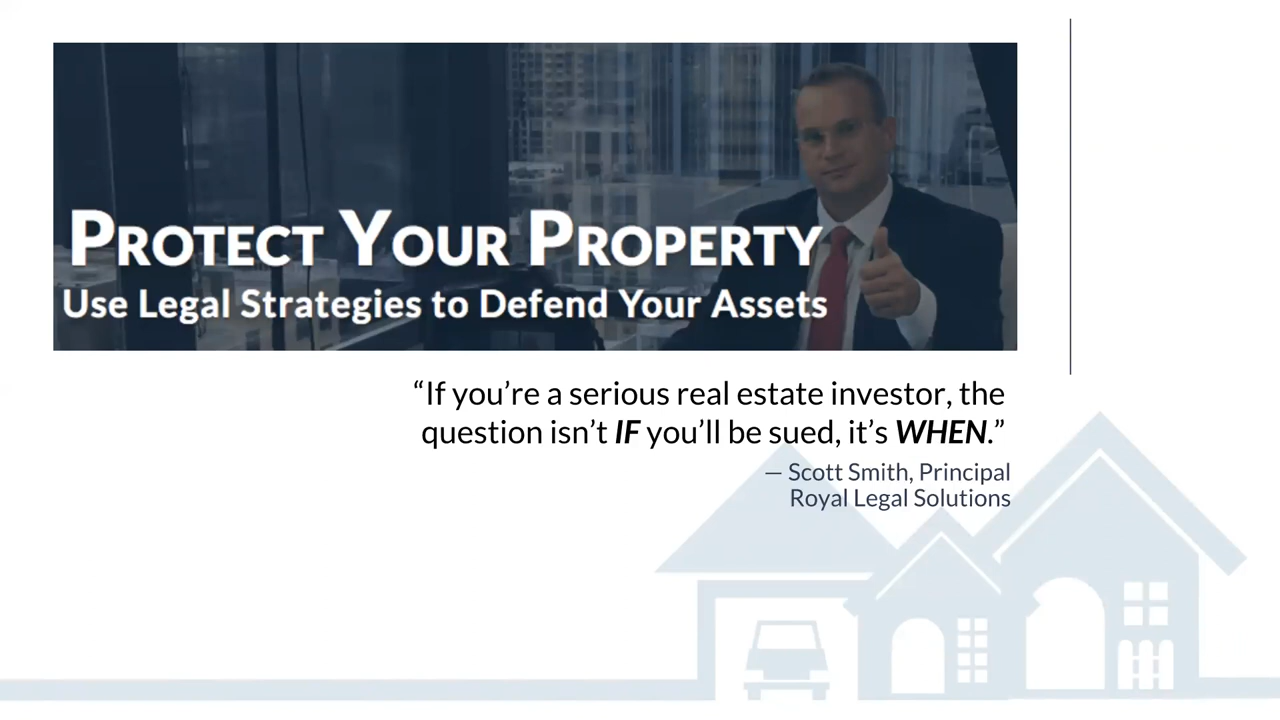 PROTECT YOUR PROPERTY
Use Legal Strategies to Defend Your Assets
“If you’re a serious real estate investor, the
question isn’t IF you’ll be sued, it’s WHEN.”
— Scott Smith, Principal
Royal Legal Solutions